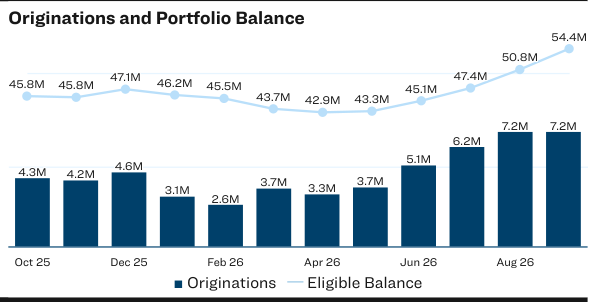 Originations and Portfolio Balance
45.8M 45.8M 47.1M 46.2M 45.5M 43.7M 42.9M 43.3M 45.1M 47.4M 50.8M 54.4M
4.3M 4.2M 4.6M 3.1M 2.6M 3.7M 3.3M 3.7M 5.1M 6.2M 7.2M 7.2M
Oct 25 Dec 25 Feb 26 Apr 26 Jun 26 Aug 26
Originations Eligible Balance